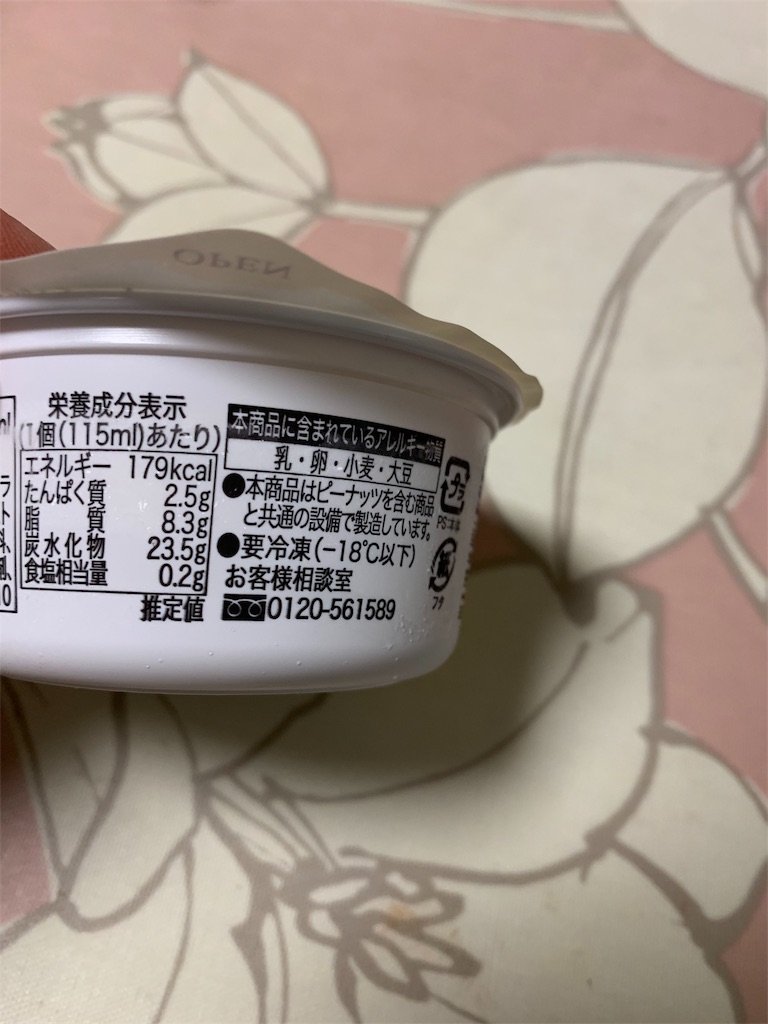 OPEN
栄養成分表示
(1個(115ml)あたり)
エネルギー 179kcal
たんぱく質 2.5g
脂質 8.3g
炭水化物 23.5g
食塩相当量 0.2g
推定値
本商品に含まれているアレルギー物質
乳・卵・小麦・大豆
●本商品はピーナッツを含む商品
と共通の設備で製造しています。
●要冷凍(−18℃以下)
お客様相談室
0120-561589
プラ
PS:本体
紙
フタ